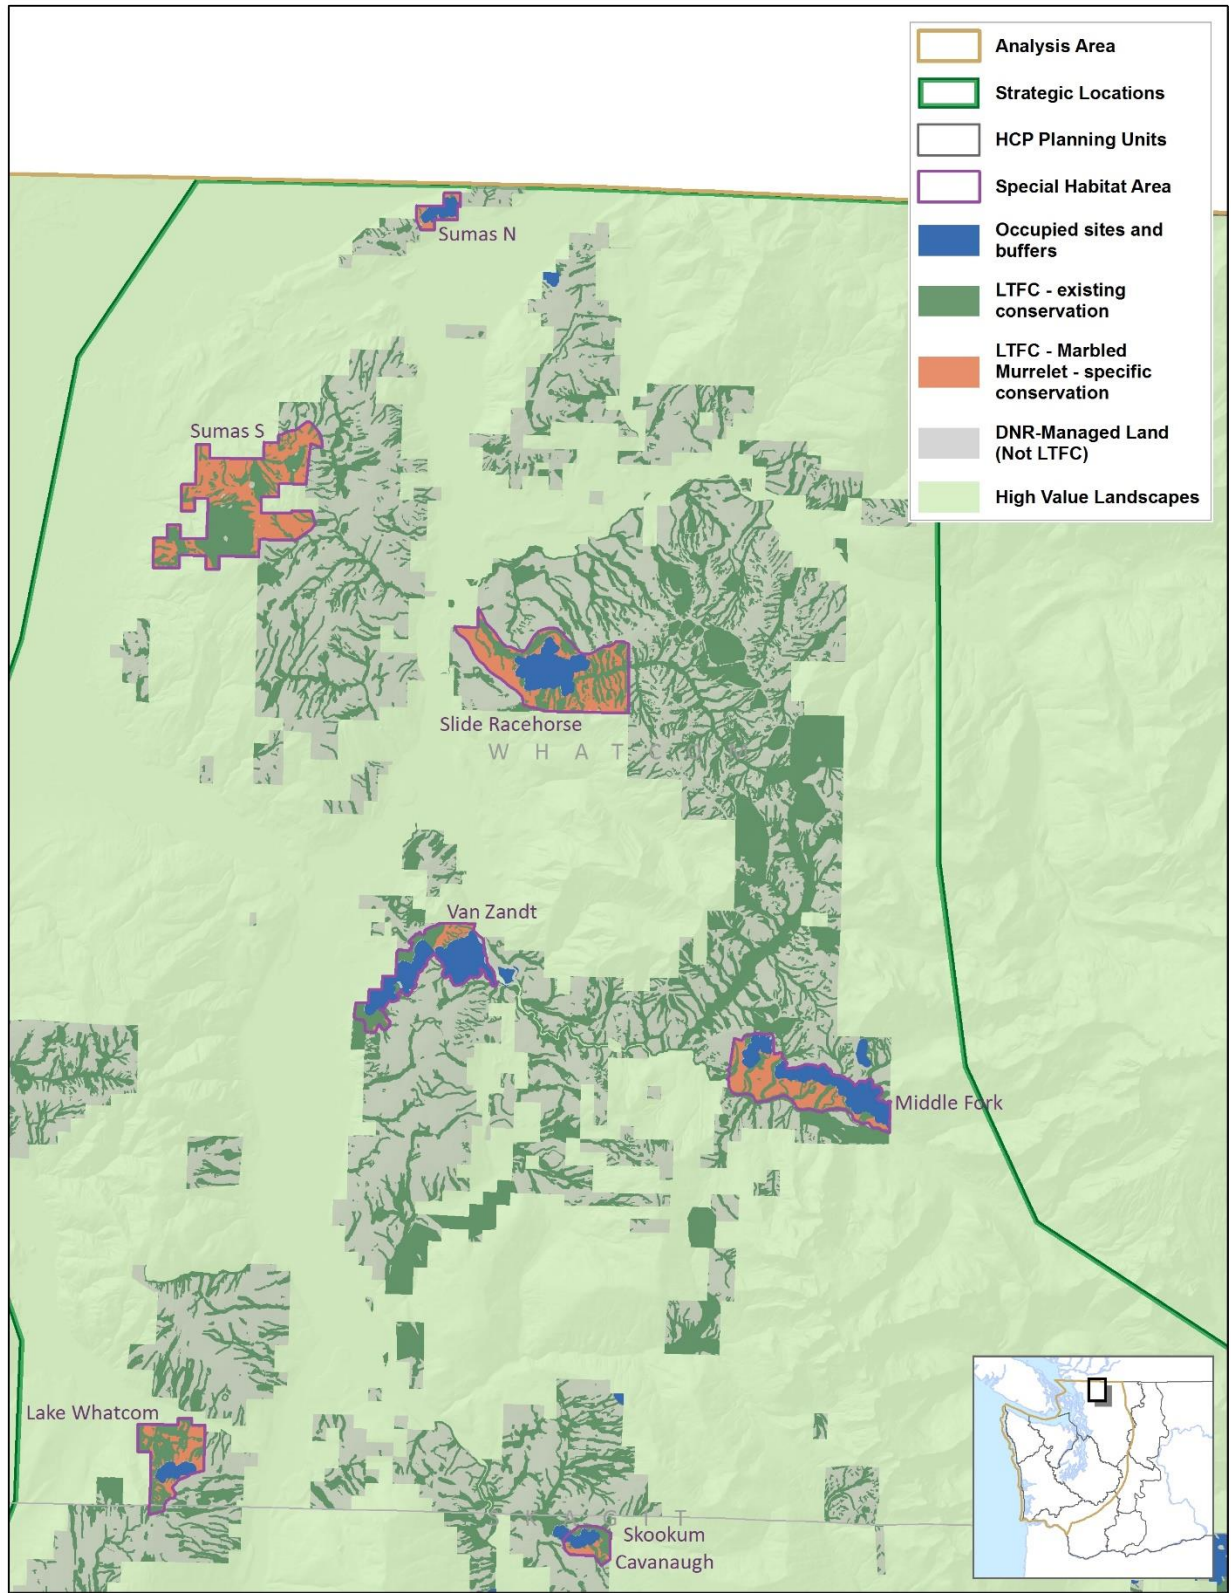 Analysis Area
Strategic Locations
HCP Planning Units
Special Habitat Area
Occupied sites and
buffers
LTFC - existing
conservation
LTFC - Marbled
Murrelet - specific
conservation
DNR-Managed Land
(Not LTFC)
High Value Landscapes
Sumas N
Sumas S
Slide Racehorse
W H A T C O M
Van Zandt
Middle Fork
Lake Whatcom
S K A G I T
Skookum
Cavanaugh